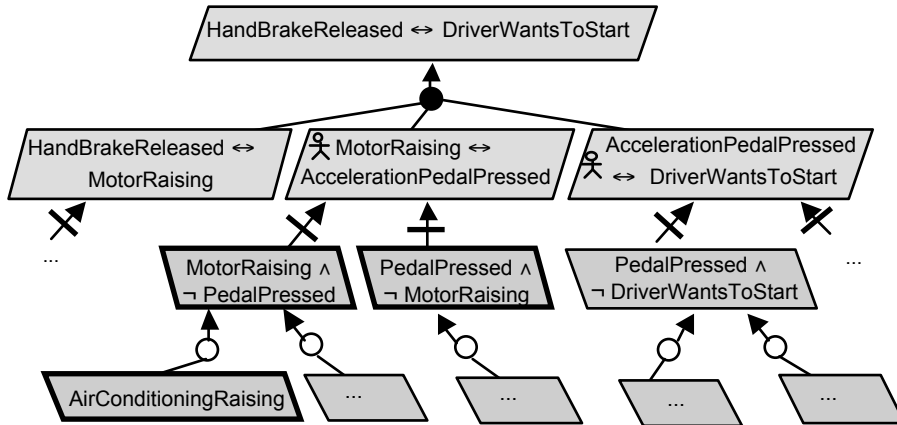 HandBrakeReleased ↔ DriverWantsToStart
HandBrakeReleased ↔
MotorRaising
MotorRaising ↔
AccelerationPedalPressed
AccelerationPedalPressed
↔ DriverWantsToStart
...
MotorRaising ∧
¬ PedalPressed
PedalPressed ∧
¬ MotorRaising
PedalPressed ∧
¬ DriverWantsToStart
...
AirConditioningRaising
...
...
...
...